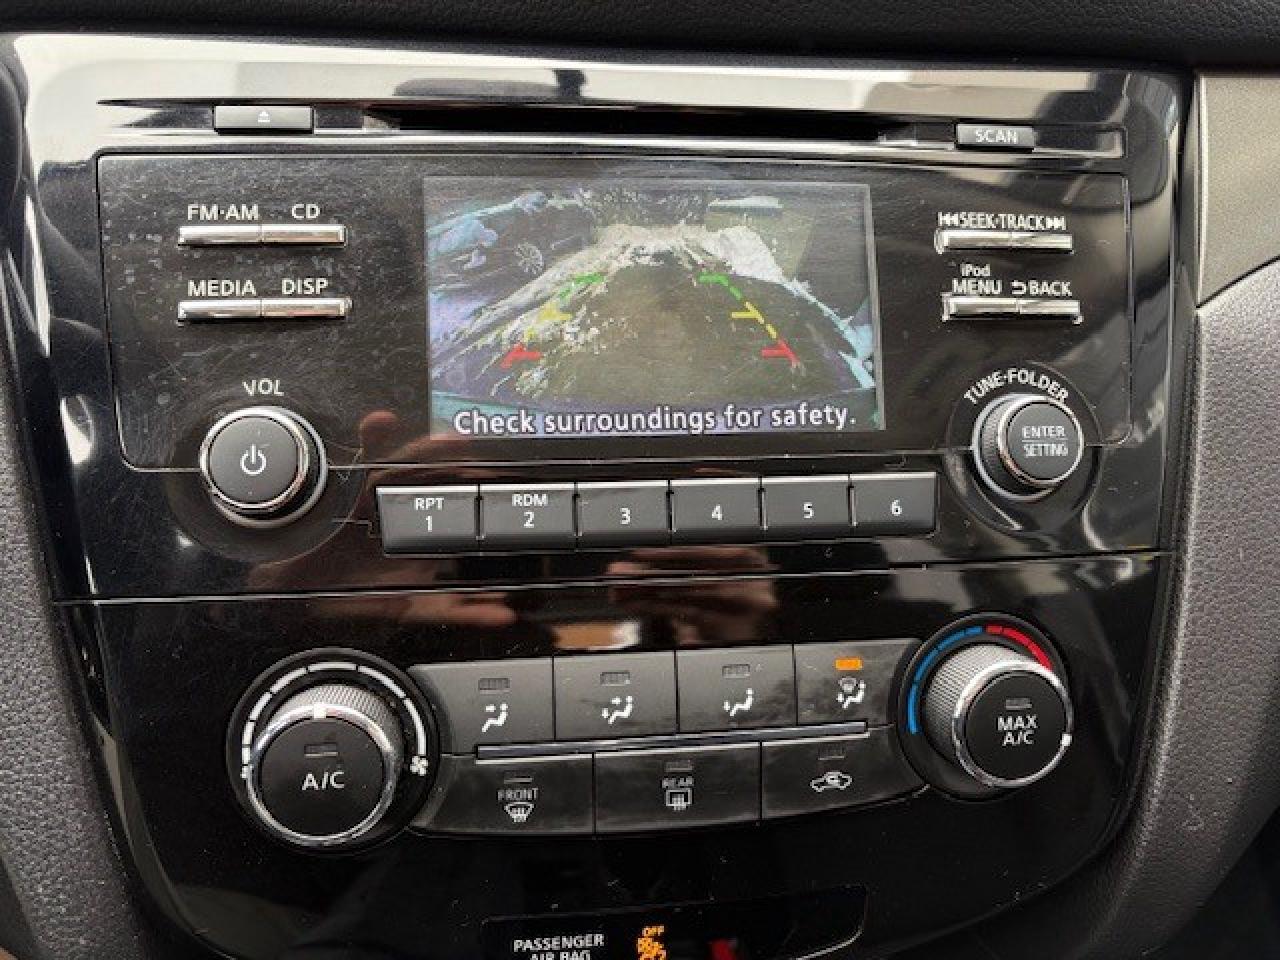 SCAN
FM·AM CD
SEEK·TRACK
MEDIA DISP
iPod
MENU BACK
VOL
TUNE·FOLDER
Check surroundings for safety.
ENTER
SETTING
RPT
1
RDM
2
3
4
5
6
A/C
MAX
A/C
FRONT
REAR
PASSENGER
AIR BAG
OFF